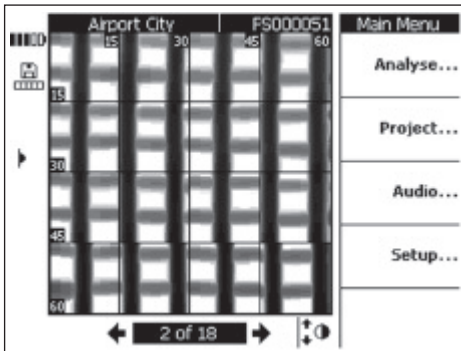 Airport City FS000051 Main Menu
15 30 45 60
Analyse...
15
Project...
30
Audio...
45
Setup...
60
2 of 18